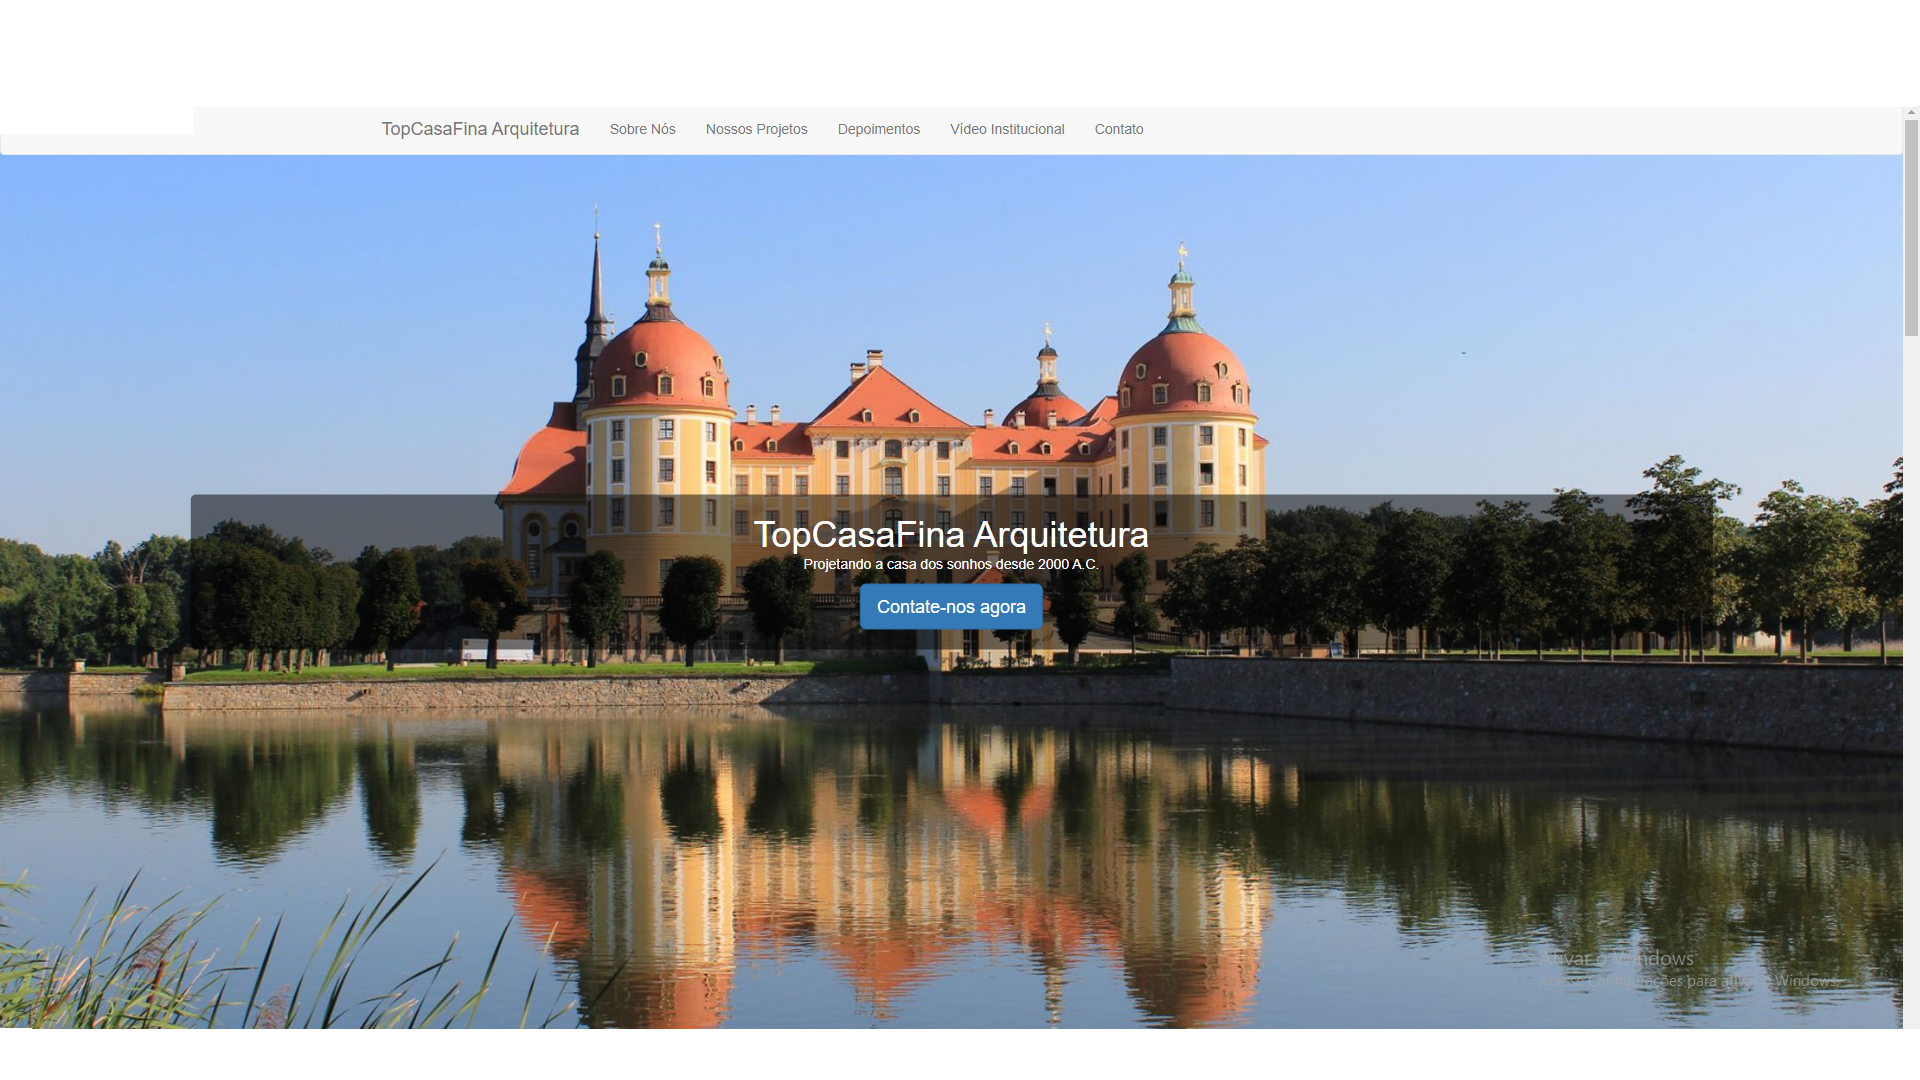 TopCasaFina Arquitetura Sobre Nós Nossos Projetos Depoimentos Vídeo Institucional Contato
TopCasaFina Arquitetura
Projetando a casa dos sonhos desde 2000 A.C.
Contate-nos agora
Ativar o Windows
Acesse Configurações para ativar o Windows.